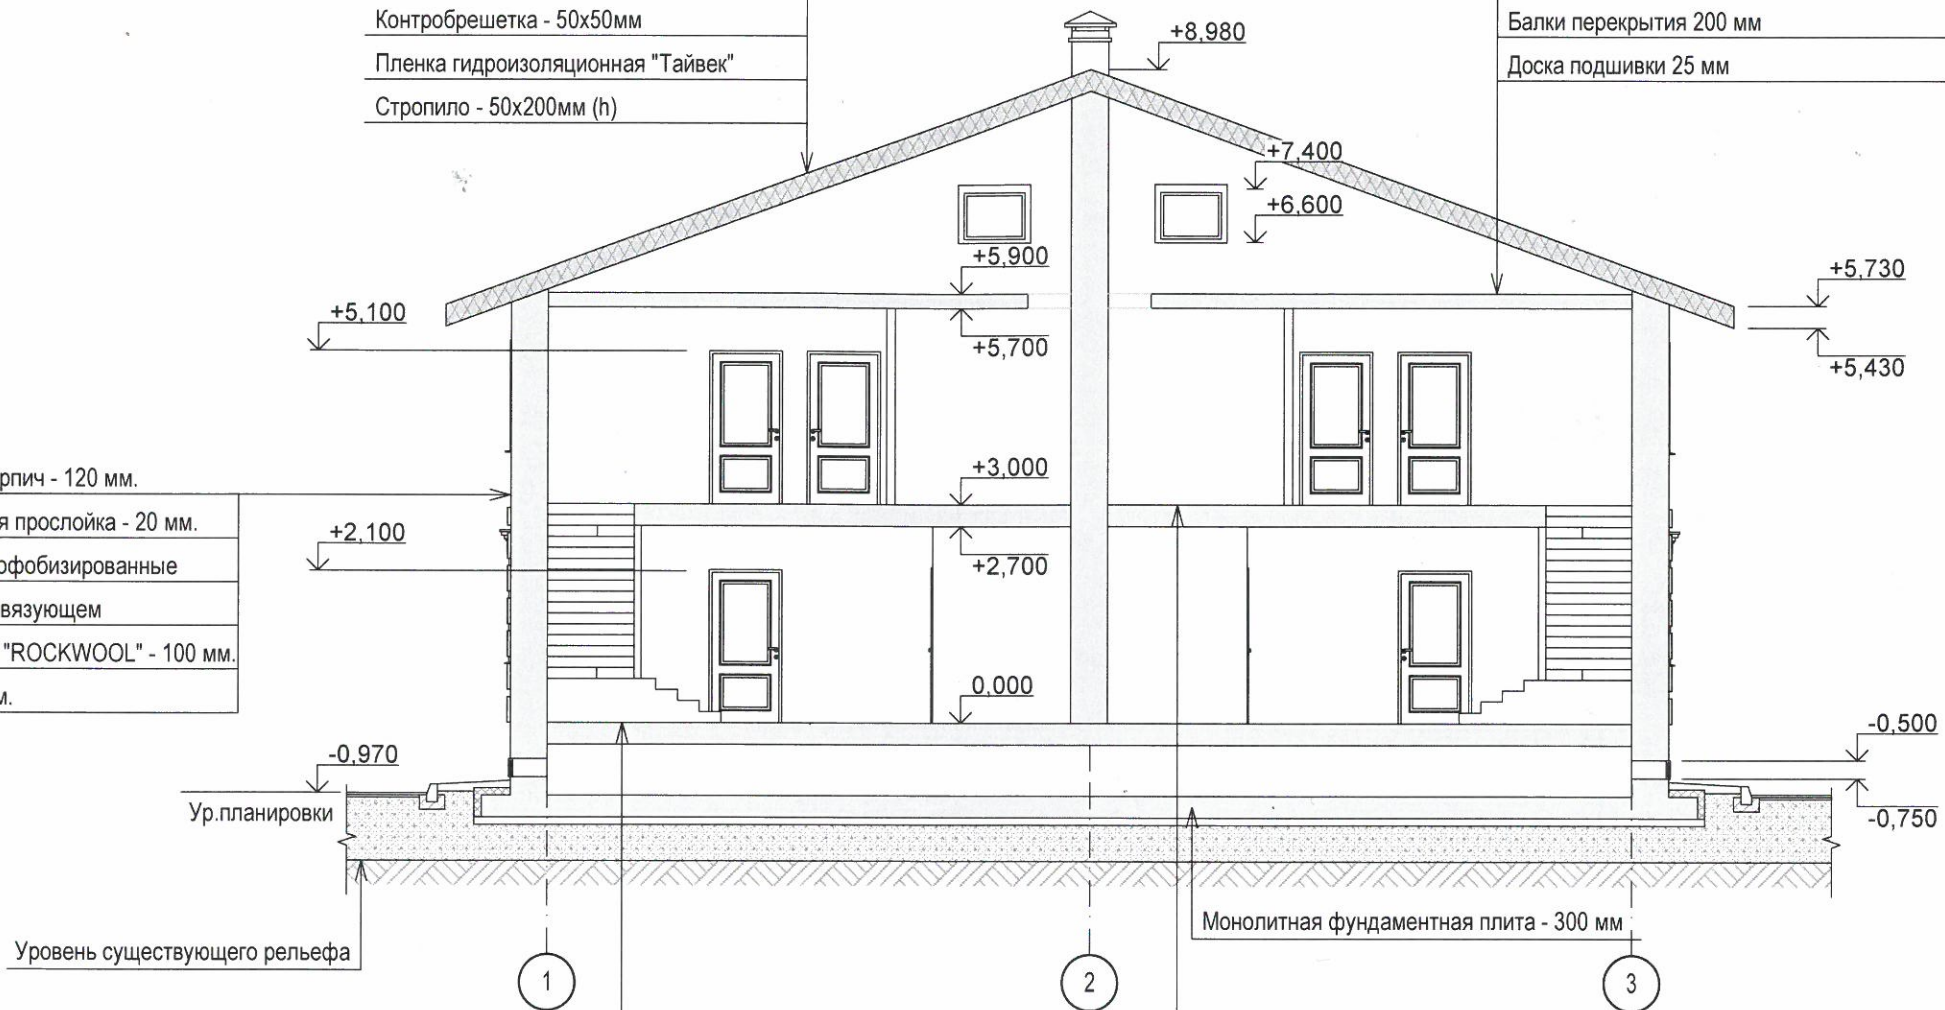 Контробрешетка - 50х50мм
Пленка гидроизоляционная "Тайвек"
Стропило - 50х200мм (h)
Балки перекрытия 200 мм
Доска подшивки 25 мм
+8,980
+7,400
+6,600
+5,900
+5,700
+5,730
+5,430
+5,100
+3,000
+2,700
+2,100
0,000
рпич - 120 мм.
я прослойка - 20 мм.
офобизированные
вязующем
"ROCKWOOL" - 100 мм.
м.
-0,970
Ур.планировки
-0,500
-0,750
Монолитная фундаментная плита - 300 мм
Уровень существующего рельефа
1
2
3